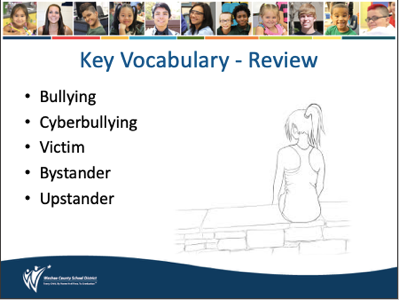 Key Vocabulary - Review
• Bullying
• Cyberbullying
• Victim
• Bystander
• Upstander
Washoe County School District